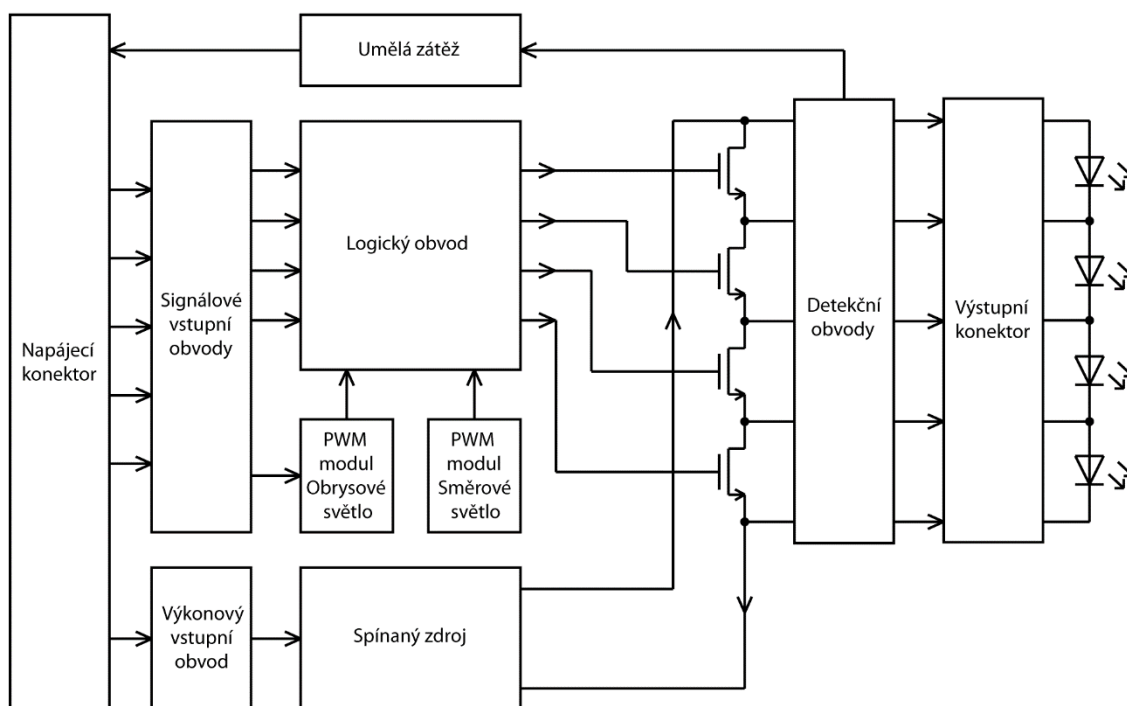 Umělá zátěž
Napájecí
konektor
Signálové
vstupní
obvody
Logický obvod
PWM
modul
Obrysové
světlo
PWM
modul
Směrové
světlo
Detekční
obvody
Výstupní
konektor
Výkonový
vstupní
obvod
Spínaný zdroj